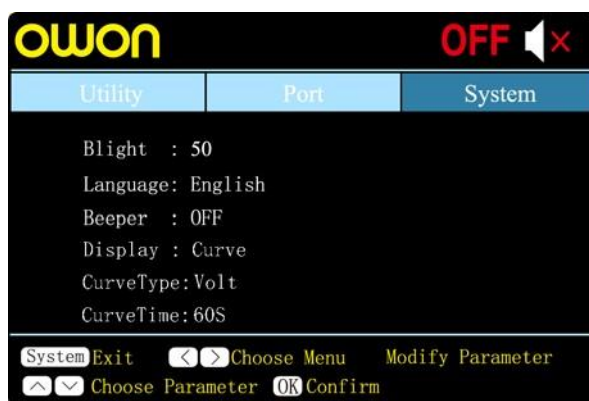 OWON OFF
Utility Port System
Blight : 50
Language: English
Beeper : OFF
Display : Curve
CurveType:Volt
CurveTime:60S
System Exit Choose Menu Modify Parameter
Choose Parameter OK Confirm